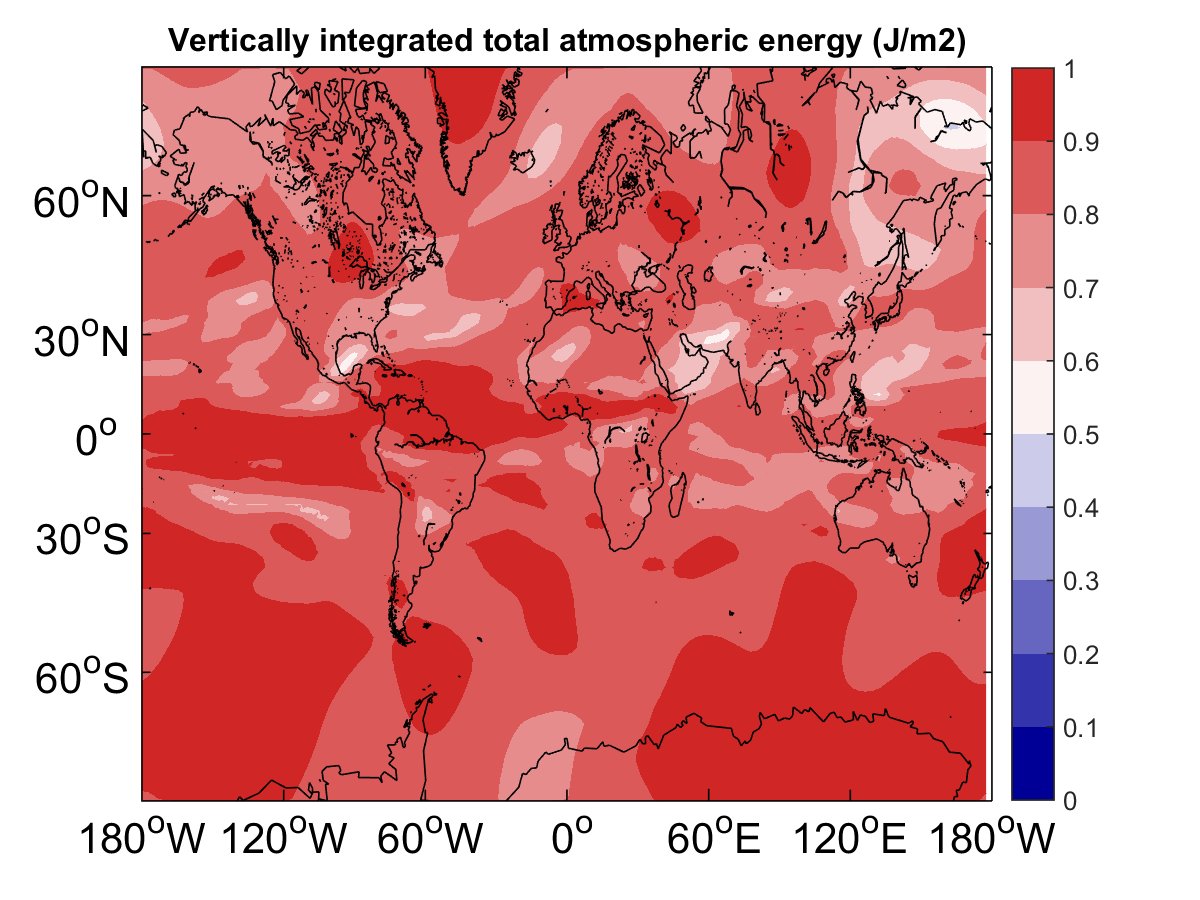 Vertically integrated total atmospheric energy (J/m2)
1
0.9
0.8
0.7
0.6
0.5
0.4
0.3
0.2
0.1
0
60°N
30°N
0°
30°S
60°S
180°W 120°W 60°W 0° 60°E 120°E 180°W